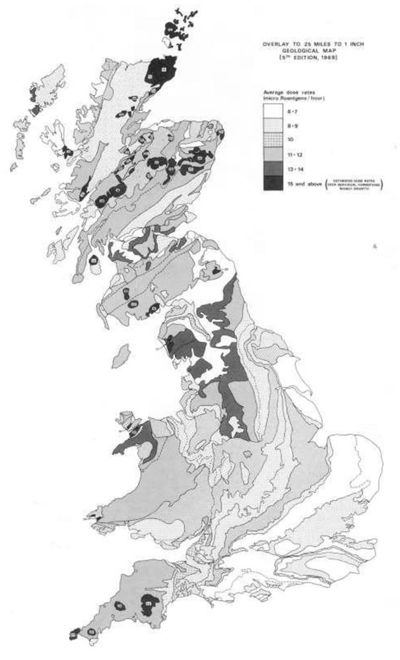 OVERLAY TO 25 MILES TO 1 INCH
GEOLOGICAL MAP
[5TH EDITION, 1969]
Average dose rates
(micro Roentgens / hour)
6 - 7
8 - 9
10
11 - 12
13 - 14
15 and above